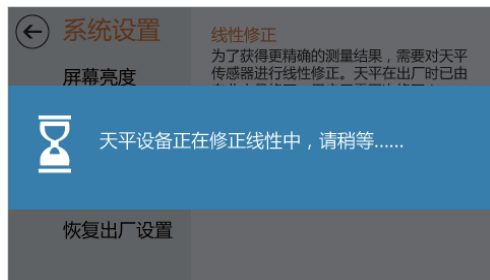 系统设置
线性修正
为了获得更精确的测量结果，需要对天平
传感器进行线性修正。天平在出厂时已由
屏幕亮度
天平设备正在修正线性中，请稍等......
恢复出厂设置